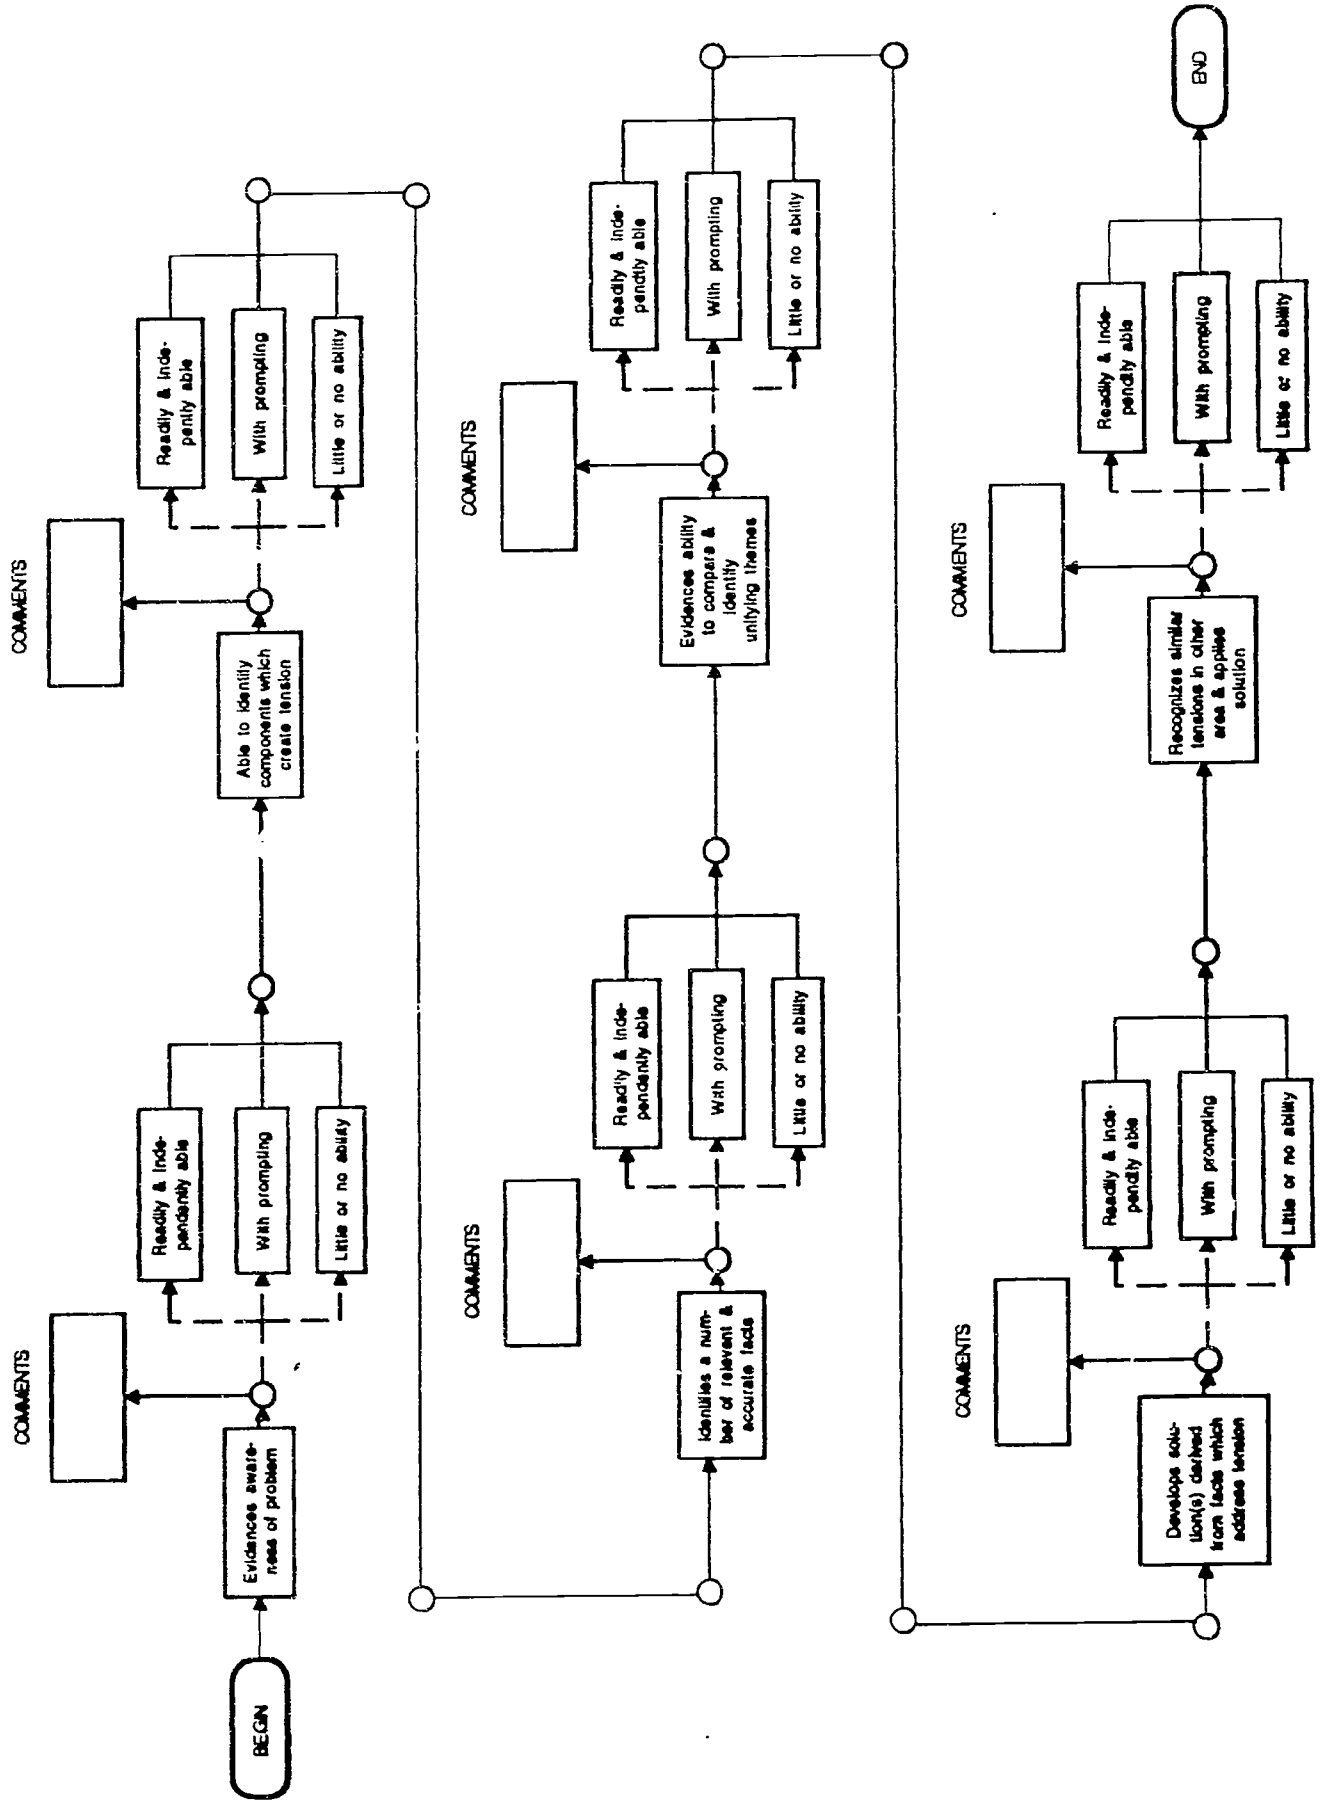 COMMENTS
COMMENTS
BEGIN
Evidences aware-
ness of problem
Readily & Inde-
pendently able
With prompting
Little or no ability
Able to identify
components which
create tension
Readily & Inde-
pently able
With prompting
Little or no ability
COMMENTS
COMMENTS
Identifies a num-
ber of relevant &
accurate facts
Readily & Inde-
pendently able
With prompting
Little or no ability
Evidences ability
to compare &
identify
unifying themes
Readily & Inde-
pendtly able
With prompting
Little or no ability
COMMENTS
COMMENTS
Develops solu-
tion(s) derived
from facts which
address tension
Readily & Inde-
pendly able
With prompting
Little or no ability
Recognizes similar
tensions in other
area & applies
solution
Readily & Inde-
pendly able
With prompting
Little or no ability
END